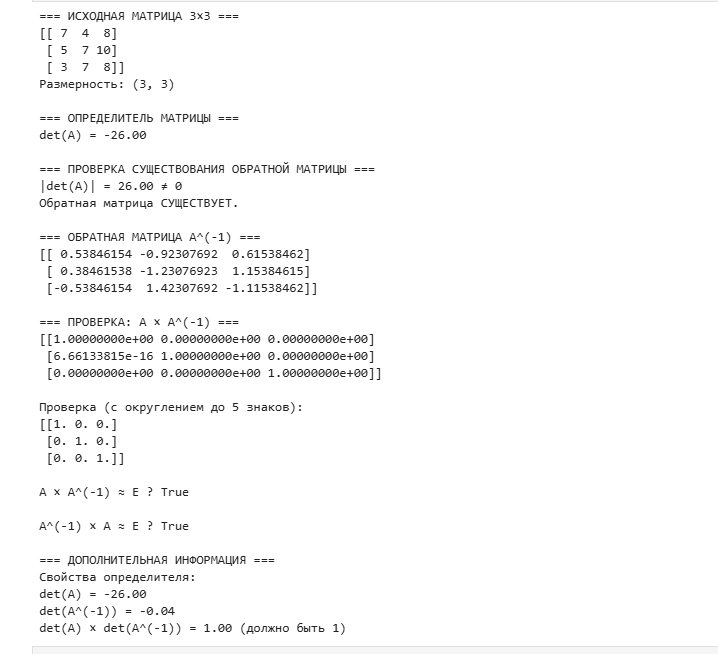 === ИСХОДНАЯ МАТРИЦА 3x3 ===
[[ 7  4  8]
 [ 5  7 10]
 [ 3  7  8]]
Размерность: (3, 3)
=== ОПРЕДЕЛИТЕЛЬ МАТРИЦЫ ===
det(A) = -26.00
=== ПРОВЕРКА СУЩЕСТВОВАНИЯ ОБРАТНОЙ МАТРИЦЫ ===
|det(A)| = 26.00 ≠ 0
Обратная матрица СУЩЕСТВУЕТ.
=== ОБРАТНАЯ МАТРИЦА A^(-1) ===
[[ 0.53846154 -0.92307692  0.61538462]
 [ 0.38461538 -1.23076923  1.15384615]
 [-0.53846154  1.42307692 -1.11538462]]
=== ПРОВЕРКА: A × A^(-1) ===
[[1.00000000e+00 0.00000000e+00 0.00000000e+00]
 [6.66133815e-16 1.00000000e+00 0.00000000e+00]
 [0.00000000e+00 0.00000000e+00 1.00000000e+00]]
Проверка (с округлением до 5 знаков):
[[1. 0. 0.]
 [0. 1. 0.]
 [0. 0. 1.]]
A × A^(-1) ≈ E ? True
A^(-1) × A ≈ E ? True
=== ДОПОЛНИТЕЛЬНАЯ ИНФОРМАЦИЯ ===
Свойства определителя:
det(A) = -26.00
det(A^(-1)) = -0.04
det(A) × det(A^(-1)) = 1.00 (должно быть 1)